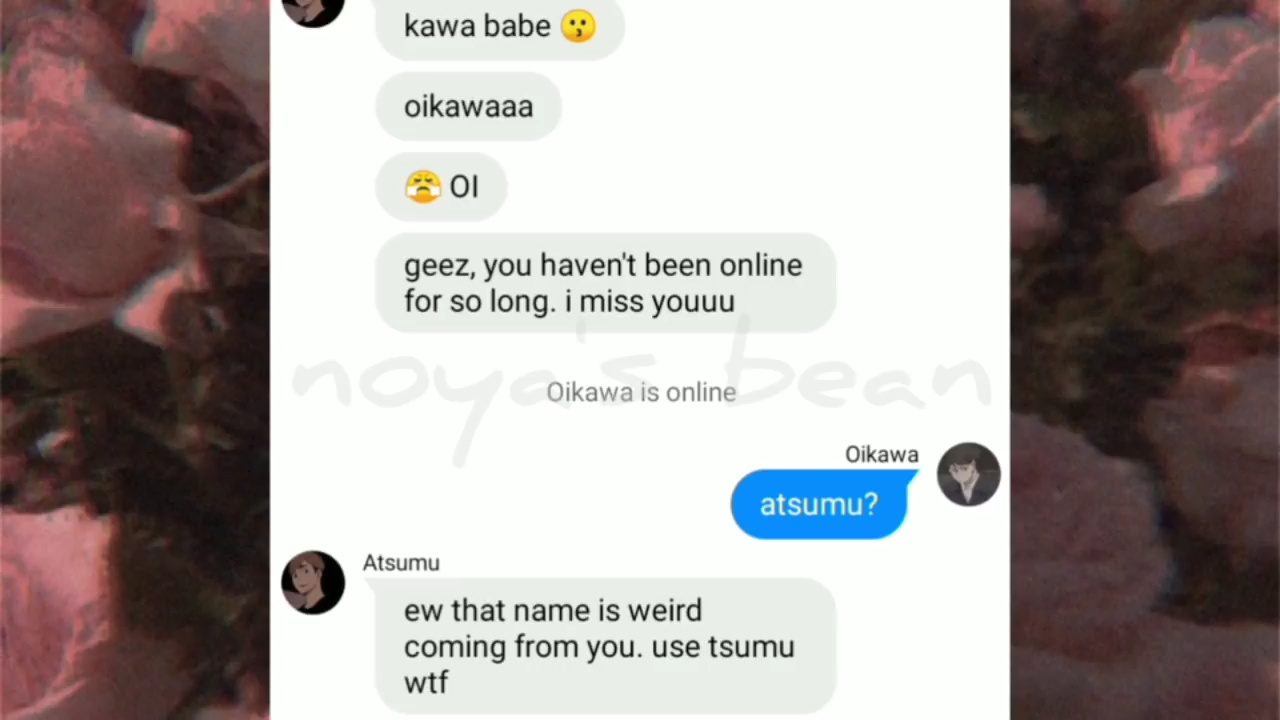 kawa babe 😗
oikawaaa
😤 OI
geez, you haven't been online
for so long. i miss youuu
noya's bean
Oikawa is online
Oikawa
atsumu?
Atsumu
ew that name is weird
coming from you. use tsumu
wtf